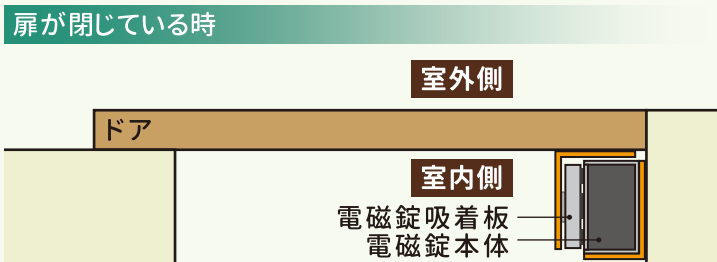 扉が閉じている時
室外側
ドア
室内側
電磁錠吸着板
電磁錠本体